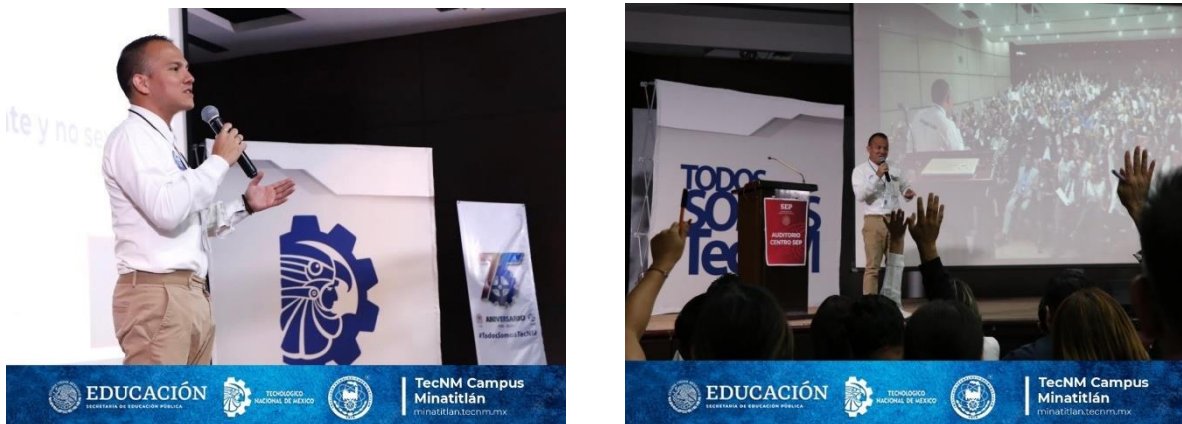 te y no se
75
ANIVERSARIO
#TodosSomosTecNM
EDUCACIÓN
SECRETARÍA DE EDUCACIÓN PÚBLICA
TECNOLÓGICO
NACIONAL DE MÉXICO
TecNM Campus
Minatitlán
minatitlan.tecnm.mx
TODOS
SO S
Tec M
SEP
AUDITORIO
CENTRO SEP
EDUCACIÓN
SECRETARÍA DE EDUCACIÓN PÚBLICA
TECNOLÓGICO
NACIONAL DE MÉXICO
TecNM Campus
Minatitlán
minatitlan.tecnm.mx